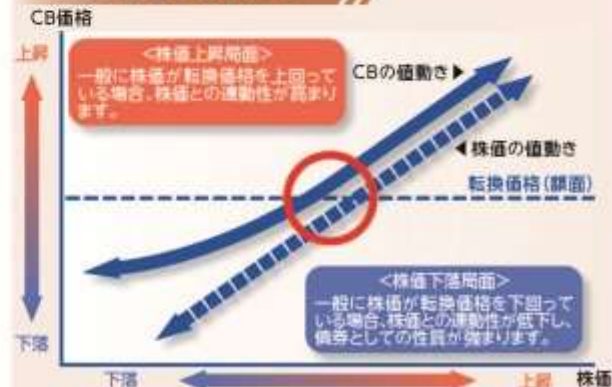 CB価格
上昇
<株価上昇局面>
一般に株価が転換価格を上回って
いる場合、株価との連動性が高まり
ます。
CBの値動き▶
◀株価の値動き
転換価格(額面)
<株価下落局面>
一般に株価が転換価格を下回って
いる場合、株価との連動性が低下し、
債券としての性質が強まります。
下落
下落
上昇
株価